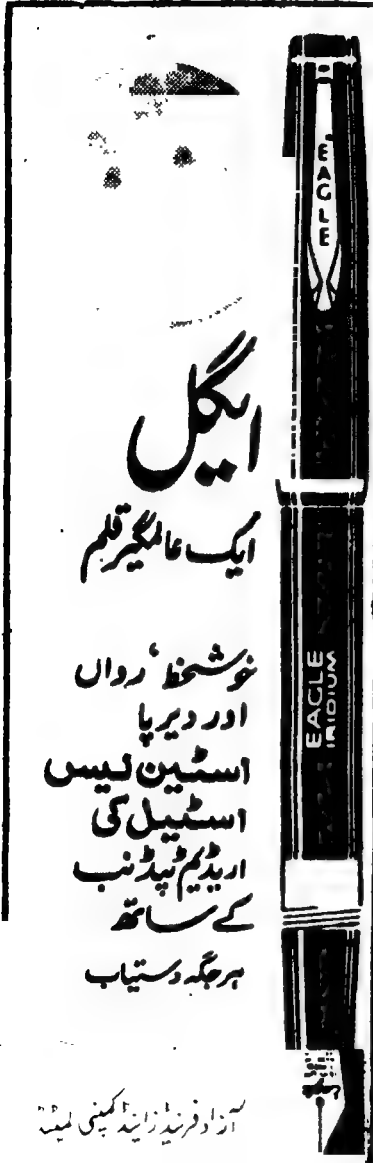 EAGLE
ایگل
ایک عالمگیر قلم
خوشخط، رواں
اور دیرپا
اسٹین لیس
اسٹیل کی
اریڈیم ٹپڈ نب
کے ساتھ
ہر جگہ دستیاب
EAGLE
IRIDIUM
آزاد فرینڈز اینڈ کمپنی لمیٹڈ